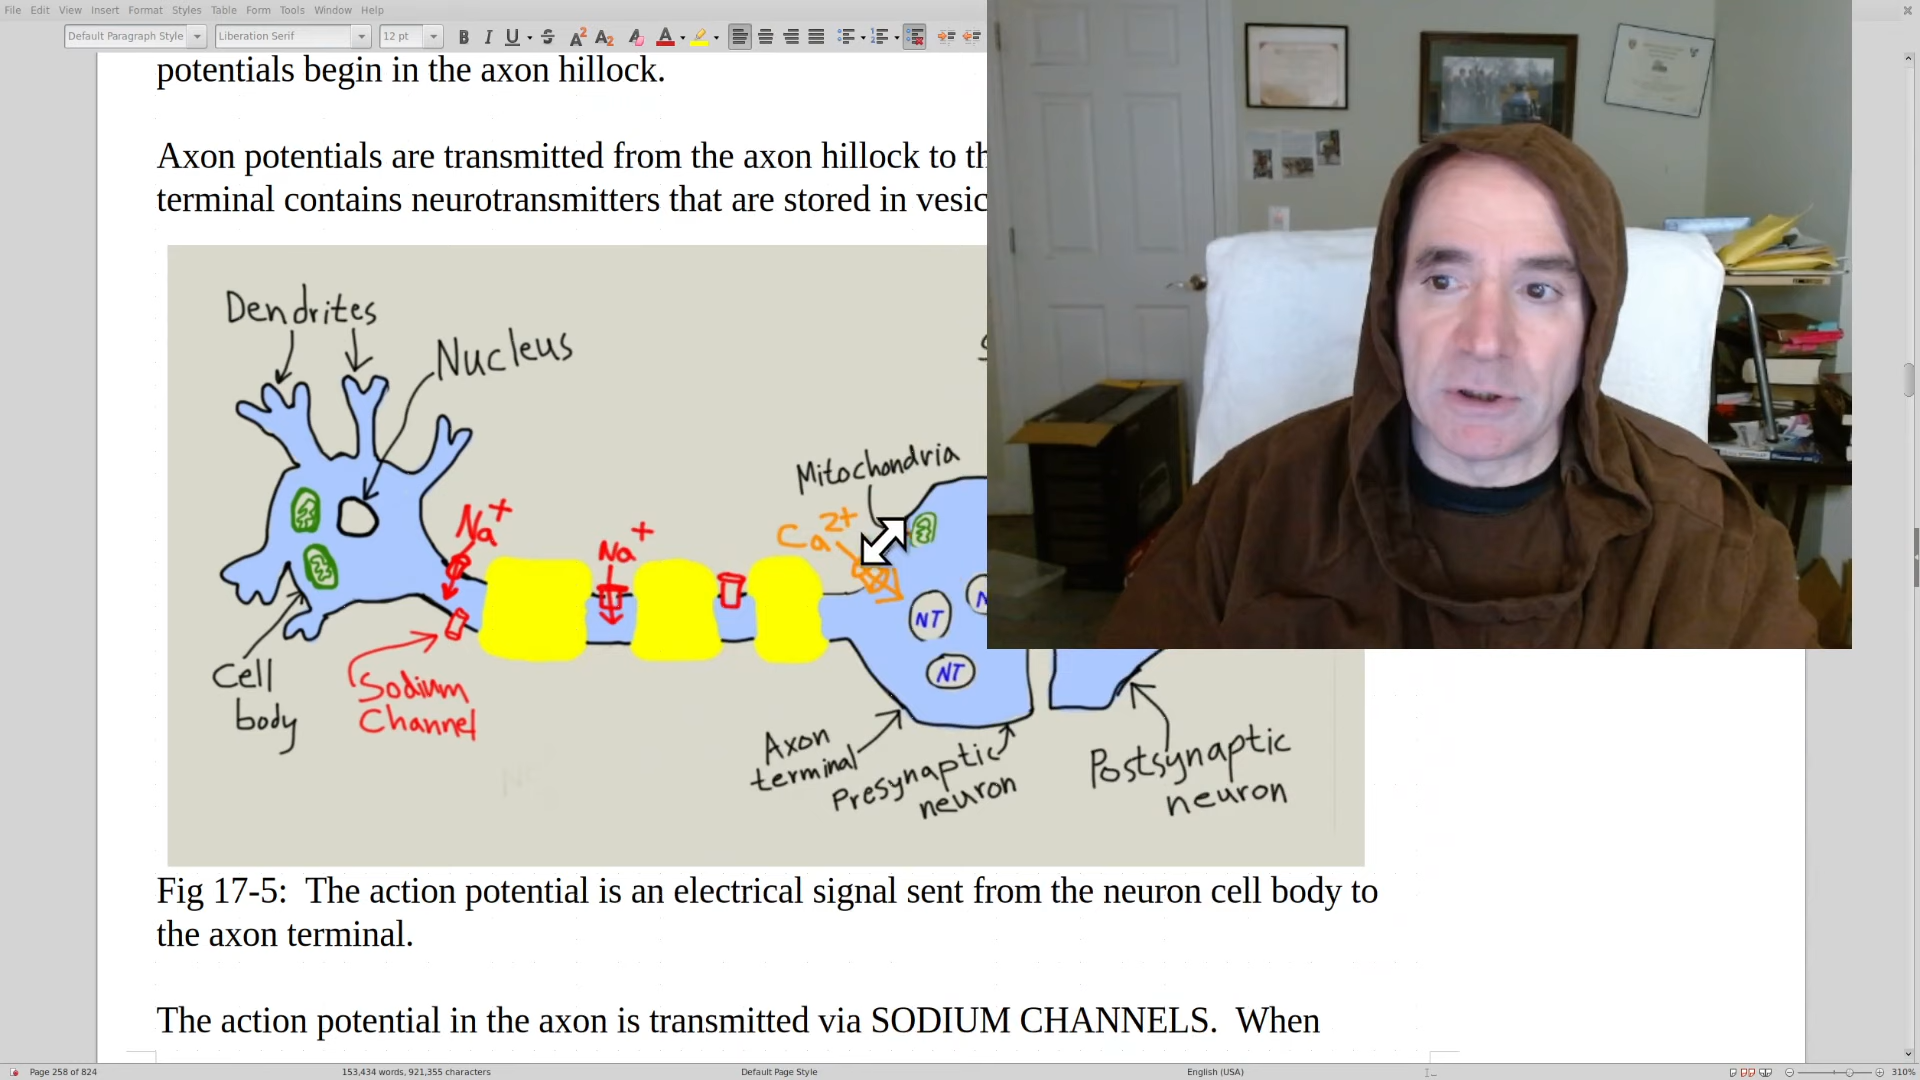 File Edit View Insert Format Styles Table Form Tools Window Help
Default Paragraph Style Liberation Serif 12 pt
potentials begin in the axon hillock.
Axon potentials are transmitted from the axon hillock to th
terminal contains neurotransmitters that are stored in vesic
Dendrites
Nucleus
Mitochondria
Na+
Na+
Ca2+
NT
NT
Cell
body
Sodium
Channel
Axon
terminal
Presynaptic
neuron
Postsynaptic
neuron
Fig 17-5: The action potential is an electrical signal sent from the neuron cell body to
the axon terminal.
The action potential in the axon is transmitted via SODIUM CHANNELS. When
Page 258 of 824 153,434 words, 921,355 characters Default Page Style English (USA) 310%